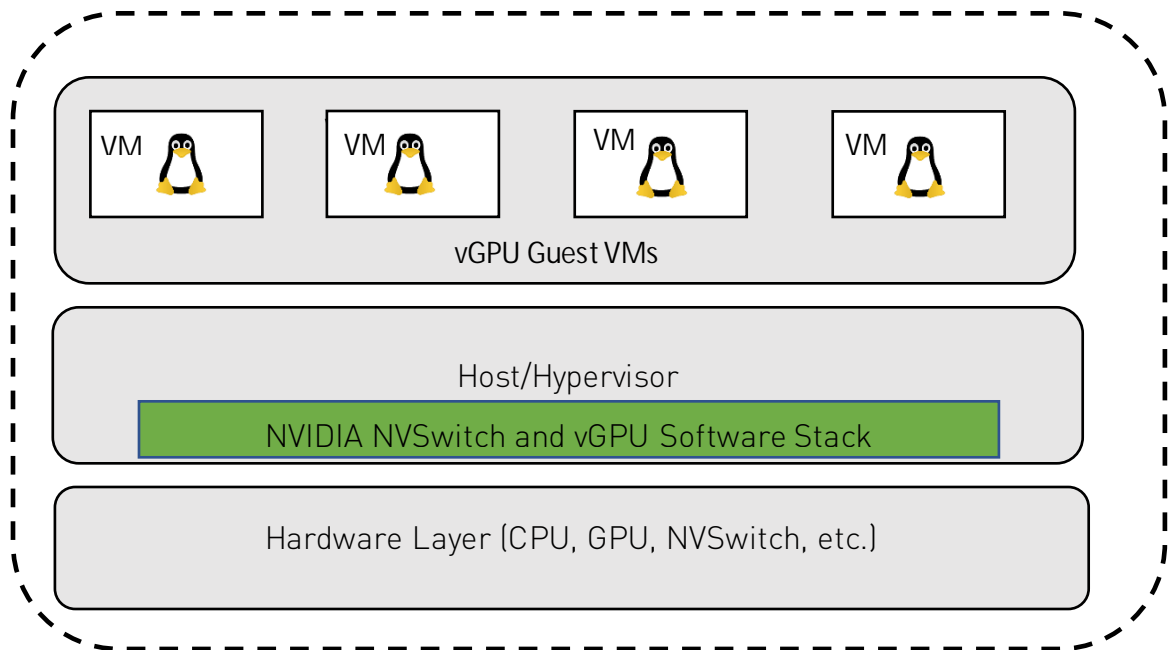 VM
VM
VM
VM
vGPU Guest VMs
Host/Hypervisor
NVIDIA NVSwitch and vGPU Software Stack
Hardware Layer (CPU, GPU, NVSwitch, etc.)